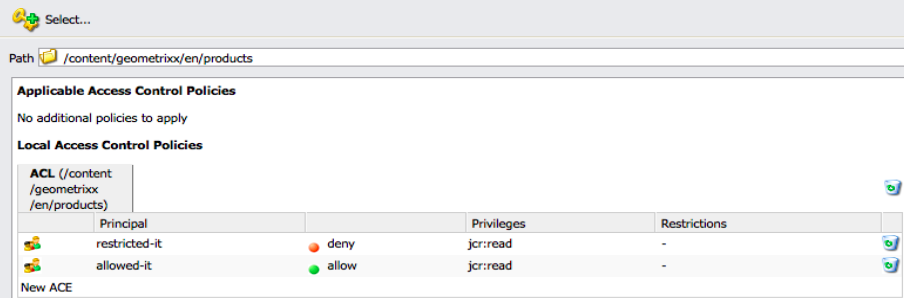 Select...
Path /content/geometrixx/en/products
Applicable Access Control Policies
No additional policies to apply
Local Access Control Policies
ACL (/content
/geometrixx
/en/products)
Principal Privileges Restrictions
restricted-it deny jcr:read -
allowed-it allow jcr:read -
New ACE